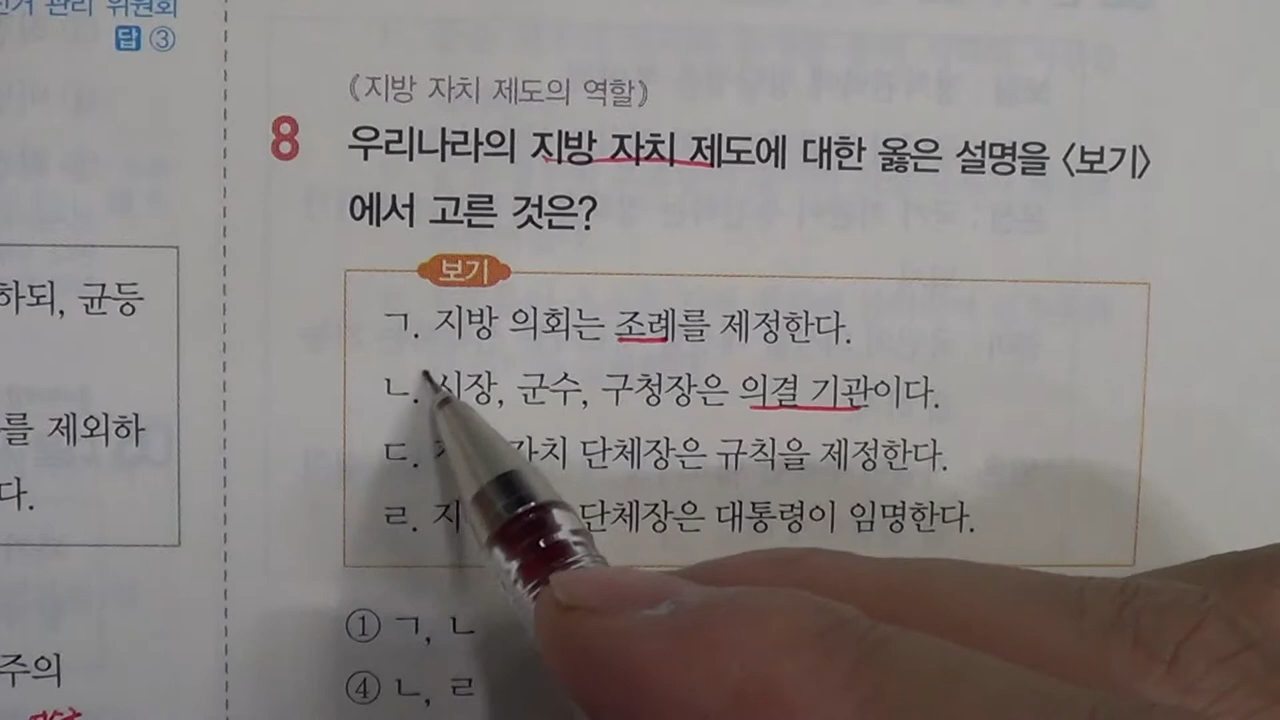 관리 위원회
답 ③
하되, 균등
를 제외하
다.
주의
《지방 자치 제도의 역할》
8 우리나라의 지방 자치 제도에 대한 옳은 설명을 〈보기〉
에서 고른 것은?
보기
ㄱ. 지방 의회는 조례를 제정한다.
ㄴ. 시장, 군수, 구청장은 의결 기관이다.
ㄷ. 단체장은 규칙을 제정한다.
ㄹ. 단체장은 대통령이 임명한다.
① ㄱ, ㄴ
④ ㄴ, ㄹ